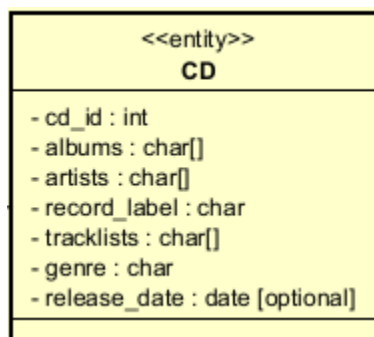 <<entity>>
CD
- cd_id : int
- albums : char[]
- artists : char[]
- record_label : char
- tracklists : char[]
- genre : char
- release_date : date [optional]